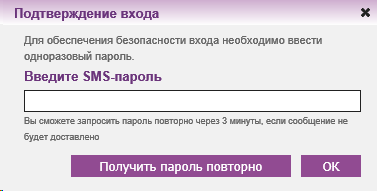 Подтверждение входа
Для обеспечения безопасности входа необходимо ввести
одноразовый пароль.
Введите SMS-пароль
Вы сможете запросить пароль повторно через 3 минуты, если сообщение не
будет доставлено
Получить пароль повторно
ОК